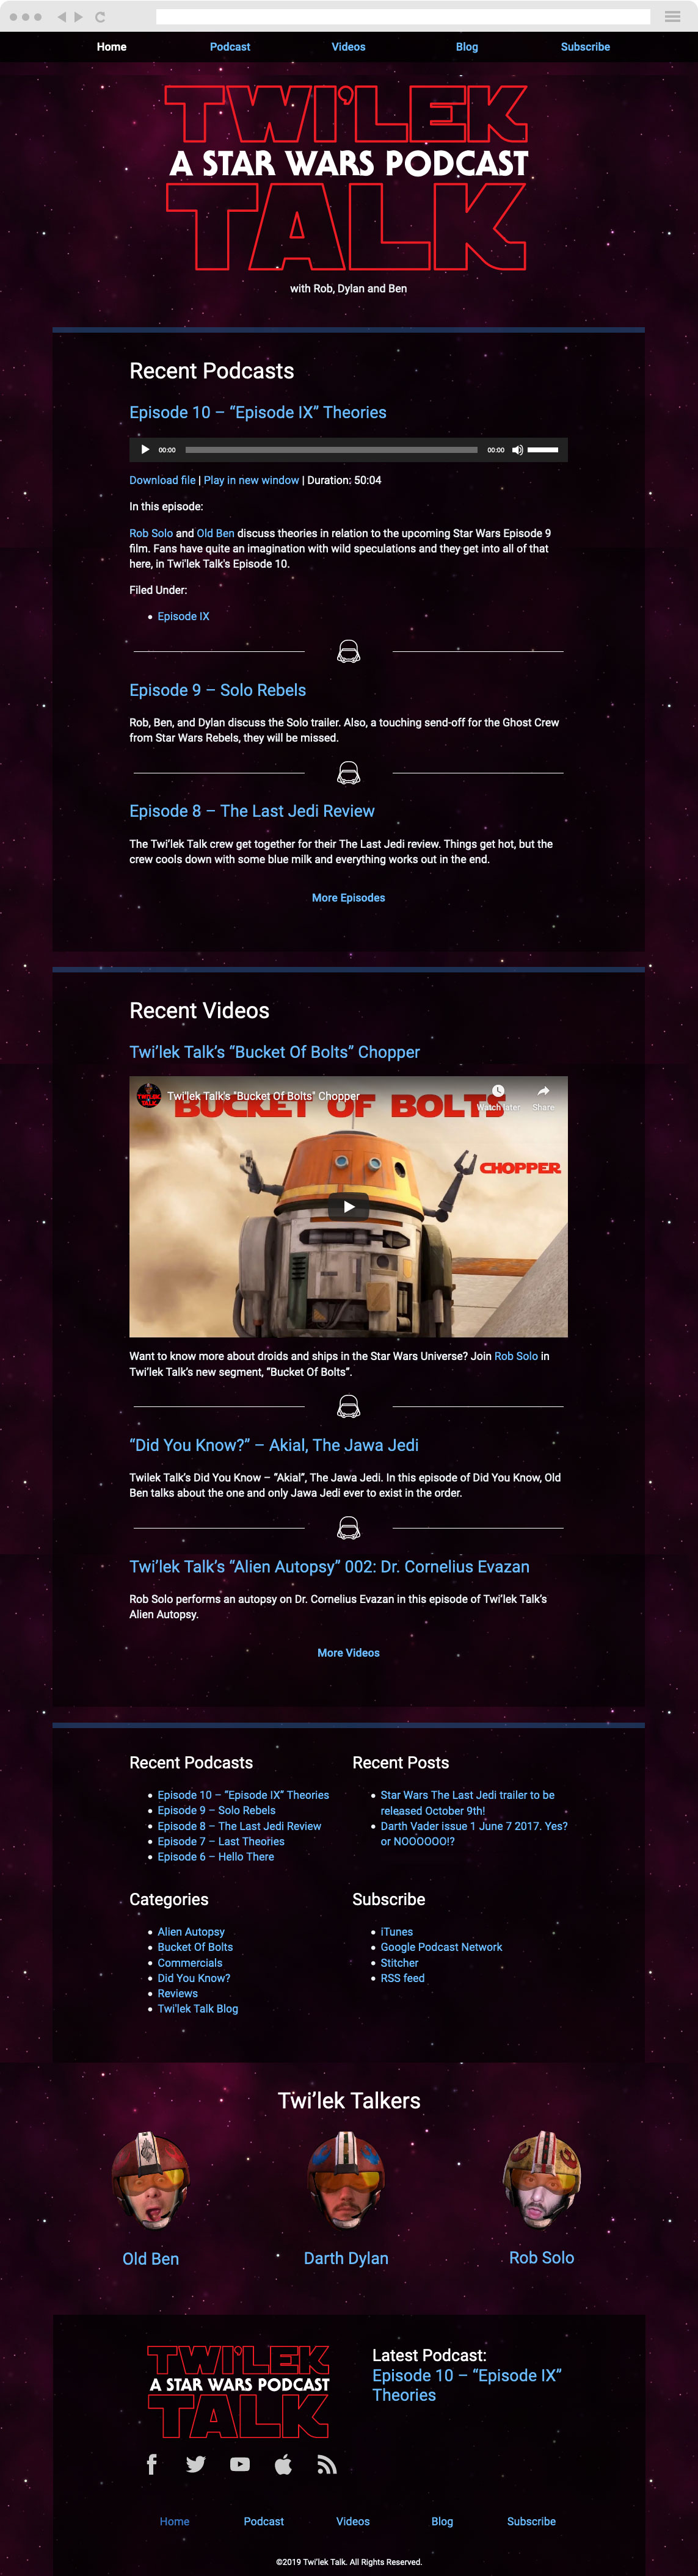 Home Podcast Videos Blog Subscribe
TWI'LEK
A STAR WARS PODCAST
TALK
with Rob, Dylan and Ben
Recent Podcasts
Episode 10 – “Episode IX” Theories
00:00 00:00
Download file | Play in new window | Duration: 50:04
In this episode:
Rob Solo and Old Ben discuss theories in relation to the upcoming Star Wars Episode 9
film. Fans have quite an imagination with wild speculations and they get into all of that
here, in Twi'lek Talk's Episode 10.
Filed Under:
Episode IX
Episode 9 – Solo Rebels
Rob, Ben, and Dylan discuss the Solo trailer. Also, a touching send-off for the Ghost Crew
from Star Wars Rebels, they will be missed.
Episode 8 – The Last Jedi Review
The Twi’lek Talk crew get together for their The Last Jedi review. Things get hot, but the
crew cools down with some blue milk and everything works out in the end.
More Episodes
Recent Videos
Twi’lek Talk’s “Bucket Of Bolts” Chopper
TWI'LEK TALK
Twi'lek Talk's "Bucket Of Bolts" Chopper
Watch later Share
BUCKET OF BOLTS
CHOPPER
Want to know more about droids and ships in the Star Wars Universe? Join Rob Solo in
Twi’lek Talk’s new segment, “Bucket Of Bolts”.
“Did You Know?” – Akial, The Jawa Jedi
Twilek Talk’s Did You Know – “Akial”, The Jawa Jedi. In this episode of Did You Know, Old
Ben talks about the one and only Jawa Jedi ever to exist in the order.
Twi’lek Talk’s “Alien Autopsy” 002: Dr. Cornelius Evazan
Rob Solo performs an autopsy on Dr. Cornelius Evazan in this episode of Twi’lek Talk’s
Alien Autopsy.
More Videos
Recent Podcasts
Episode 10 – “Episode IX” Theories
Episode 9 – Solo Rebels
Episode 8 – The Last Jedi Review
Episode 7 – Last Theories
Episode 6 – Hello There
Recent Posts
Star Wars The Last Jedi trailer to be
released October 9th!
Darth Vader issue 1 June 7 2017. Yes?
or NOOOOOO!?
Categories
Alien Autopsy
Bucket Of Bolts
Commercials
Did You Know?
Reviews
Twi'lek Talk Blog
Subscribe
iTunes
Google Podcast Network
Stitcher
RSS feed
Twi’lek Talkers
Old Ben Darth Dylan Rob Solo
TWI'LEK
A STAR WARS PODCAST
TALK
Latest Podcast:
Episode 10 – “Episode IX”
Theories
Home Podcast Videos Blog Subscribe
©2019 Twi’lek Talk. All Rights Reserved.